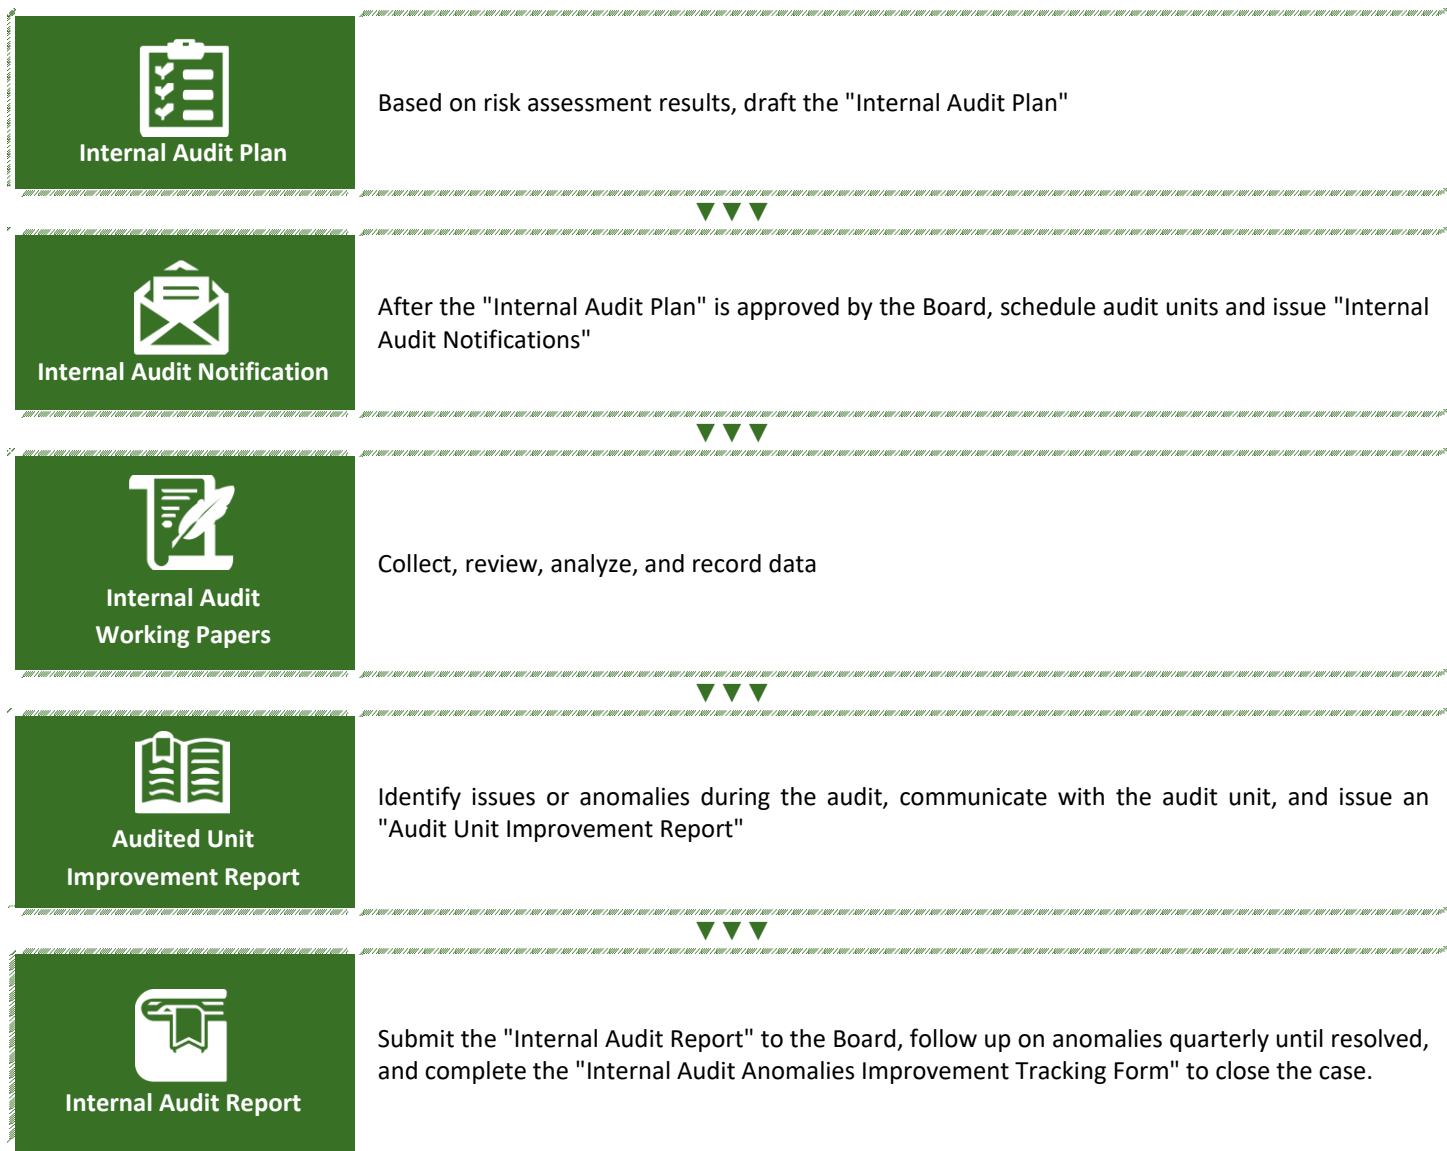 Internal Audit Plan
Based on risk assessment results, draft the "Internal Audit Plan"
▼ ▼ ▼
Internal Audit Notification
After the "Internal Audit Plan" is approved by the Board, schedule audit units and issue "Internal
Audit Notifications"
▼ ▼ ▼
Internal Audit
Working Papers
Collect, review, analyze, and record data
▼ ▼ ▼
Audited Unit
Improvement Report
Identify issues or anomalies during the audit, communicate with the audit unit, and issue an
"Audit Unit Improvement Report"
▼ ▼ ▼
Internal Audit Report
Submit the "Internal Audit Report" to the Board, follow up on anomalies quarterly until resolved,
and complete the "Internal Audit Anomalies Improvement Tracking Form" to close the case.